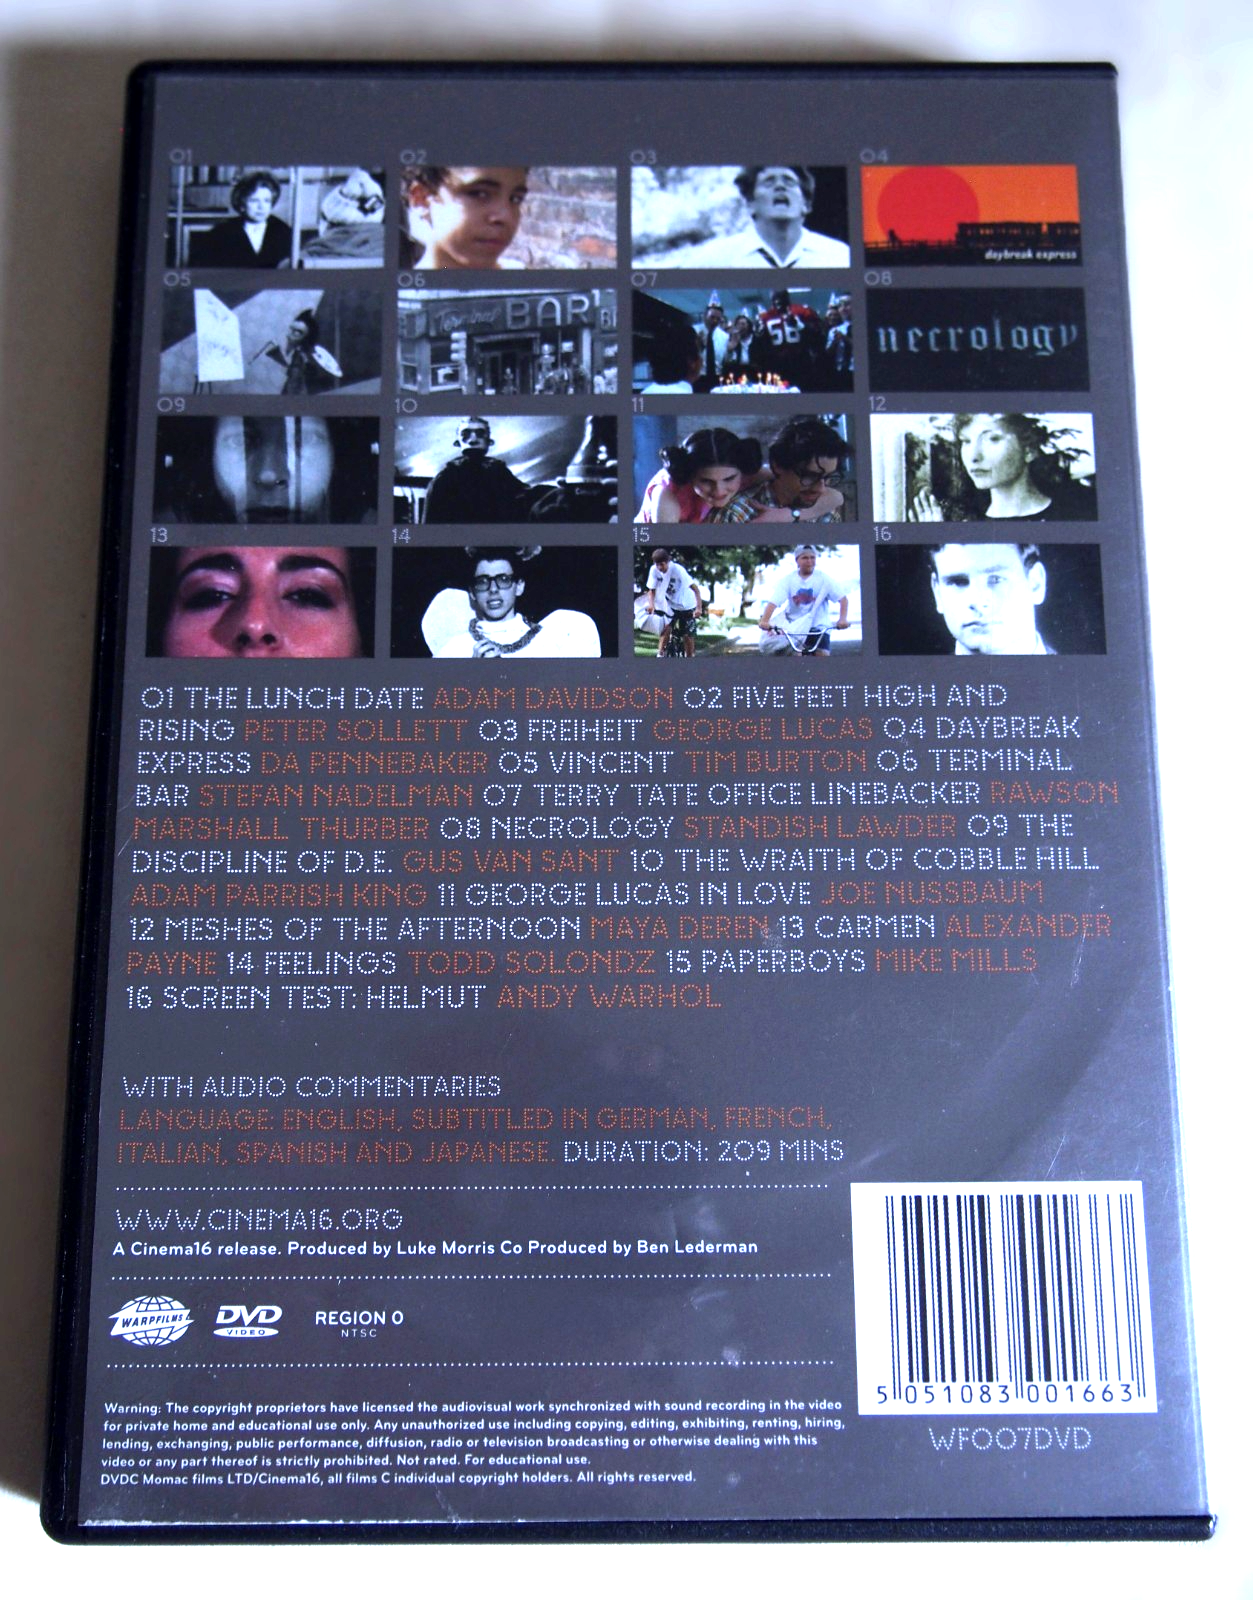 01 02 03 04
daybreak express
05 06 07 08
Terminal BAR
58
necrology
09 10 11 12
13 14 15 16
01 THE LUNCH DATE ADAM DAVIDSON 02 FIVE FEET HIGH AND
RISING PETER SOLLETT 03 FREIHEIT GEORGE LUCAS 04 DAYBREAK
EXPRESS DA PENNEBAKER 05 VINCENT TIM BURTON 06 TERMINAL
BAR STEFAN NADELMAN 07 TERRY TATE OFFICE LINEBACKER RAWSON
MARSHALL THURBER 08 NECROLOGY STANDISH LAWDER 09 THE
DISCIPLINE OF D.E. GUS VAN SANT 10 THE WRAITH OF COBBLE HILL
ADAM PARRISH KING 11 GEORGE LUCAS IN LOVE JOE NUSSBAUM
12 MESHES OF THE AFTERNOON MAYA DEREN 13 CARMEN ALEXANDER
PAYNE 14 FEELINGS TODD SOLONDZ 15 PAPERBOYS MIKE MILLS
16 SCREEN TEST: HELMUT ANDY WARHOL
WITH AUDIO COMMENTARIES
LANGUAGE: ENGLISH, SUBTITLED IN GERMAN, FRENCH,
ITALIAN, SPANISH AND JAPANESE. DURATION: 209 MINS
WWW.CINEMA16.ORG
A Cinema16 release. Produced by Luke Morris Co Produced by Ben Lederman
WARPFILMS
DVD
VIDEO
REGION 0
NTSC
5 051083 001663
WF007DVD
Warning: The copyright proprietors have licensed the audiovisual work synchronized with sound recording in the video
for private home and educational use only. Any unauthorized use including copying, editing, exhibiting, renting, hiring,
lending, exchanging, public performance, diffusion, radio or television broadcasting or otherwise dealing with this
video or any part thereof is strictly prohibited. Not rated. For educational use.
DVDC Momac films LTD/Cinema16, all films C individual copyright holders. All rights reserved.